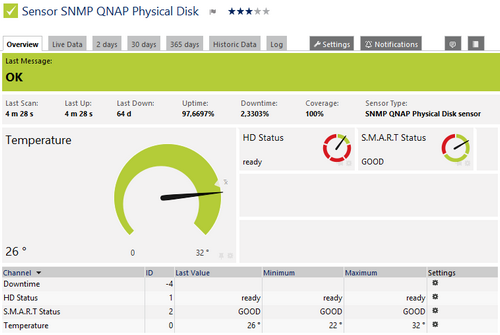 Sensor SNMP QNAP Physical Disk
Overview Live Data 2 days 30 days 365 days Historic Data Log Settings Notifications
Last Message:
OK
Last Scan: Last Up: Last Down: Uptime: Downtime: Coverage: Sensor Type:
4 m 28 s 4 m 28 s 64 d 97,6697% 2,3303% 100% SNMP QNAP Physical Disk sensor
Temperature
HD Status
S.M.A.R.T Status
ready
GOOD
26 °
0
32 °
Channel ID Last Value Minimum Maximum Settings
Downtime -4
HD Status 1 ready ready ready
S.M.A.R.T Status 2 GOOD GOOD GOOD
Temperature 0 26 ° 22 ° 32 °